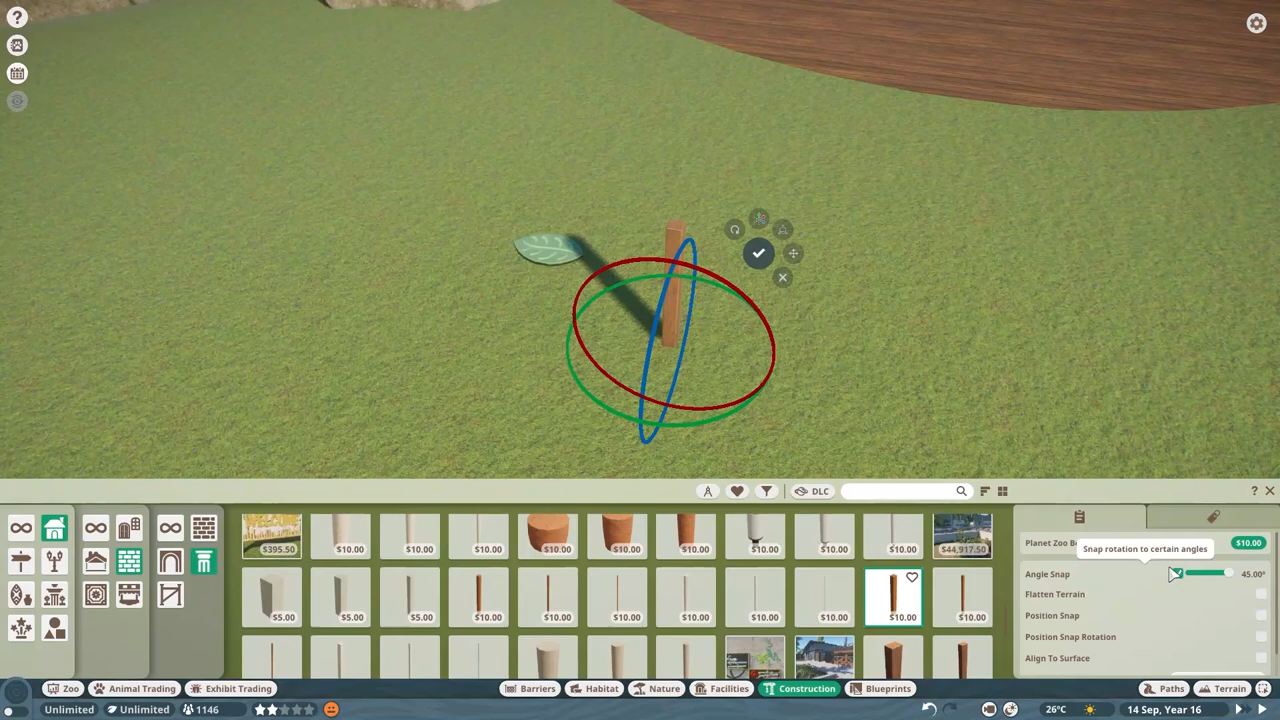 DLC
?
$395.50
$10.00
$10.00
$10.00
$10.00
$10.00
$10.00
$10.00
$10.00
$10.00
$44,917.50
$5.00
$5.00
$5.00
$10.00
$10.00
$10.00
$10.00
$10.00
$10.00
$10.00
$10.00
Planet Zoo
$10.00
Snap rotation to certain angles
Angle Snap
45.00°
Flatten Terrain
Position Snap
Position Snap Rotation
Align To Surface
Zoo
Animal Trading
Exhibit Trading
Barriers
Habitat
Nature
Facilities
Construction
Blueprints
Paths
Terrain
Unlimited
Unlimited
1146
26°C
14 Sep, Year 16